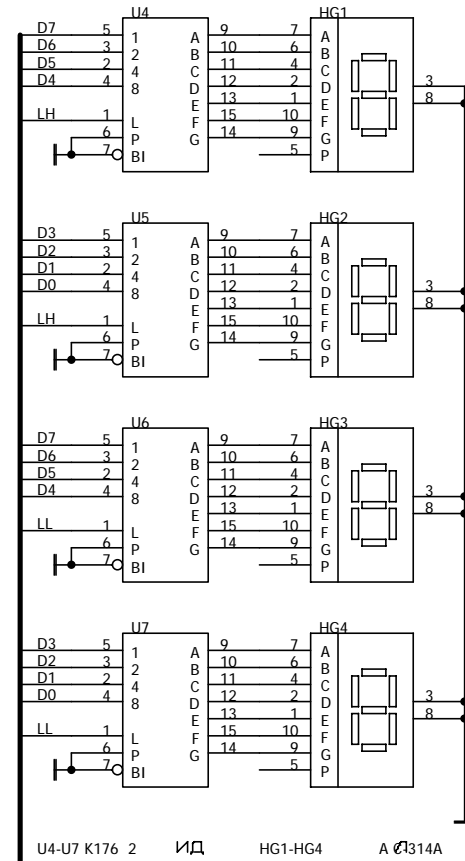 U4 HG1
D7 5 1 A 9 7 A
D6 3 2 B 10 6 B
D5 2 4 C 11 4 C
D4 4 8 D 12 2 D 3
E 13 1 E 8
LH 1 L F 15 10 F
6 P G 14 9 G
7 BI 5 P
U5 HG2
D3 5 1 A 9 7 A
D2 3 2 B 10 6 B
D1 2 4 C 11 4 C
D0 4 8 D 12 2 D 3
E 13 1 E 8
LH 1 L F 15 10 F
6 P G 14 9 G
7 BI 5 P
U6 HG3
D7 5 1 A 9 7 A
D6 3 2 B 10 6 B
D5 2 4 C 11 4 C
D4 4 8 D 12 2 D 3
E 13 1 E 8
LL 1 L F 15 10 F
6 P G 14 9 G
7 BI 5 P
U7 HG4
D3 5 1 A 9 7 A
D2 3 2 B 10 6 B
D1 2 4 C 11 4 C
D0 4 8 D 12 2 D 3
E 13 1 E 8
LL 1 L F 15 10 F
6 P G 14 9 G
7 BI 5 P
U4-U7 K176 2 ИД HG1-HG4 A 314A